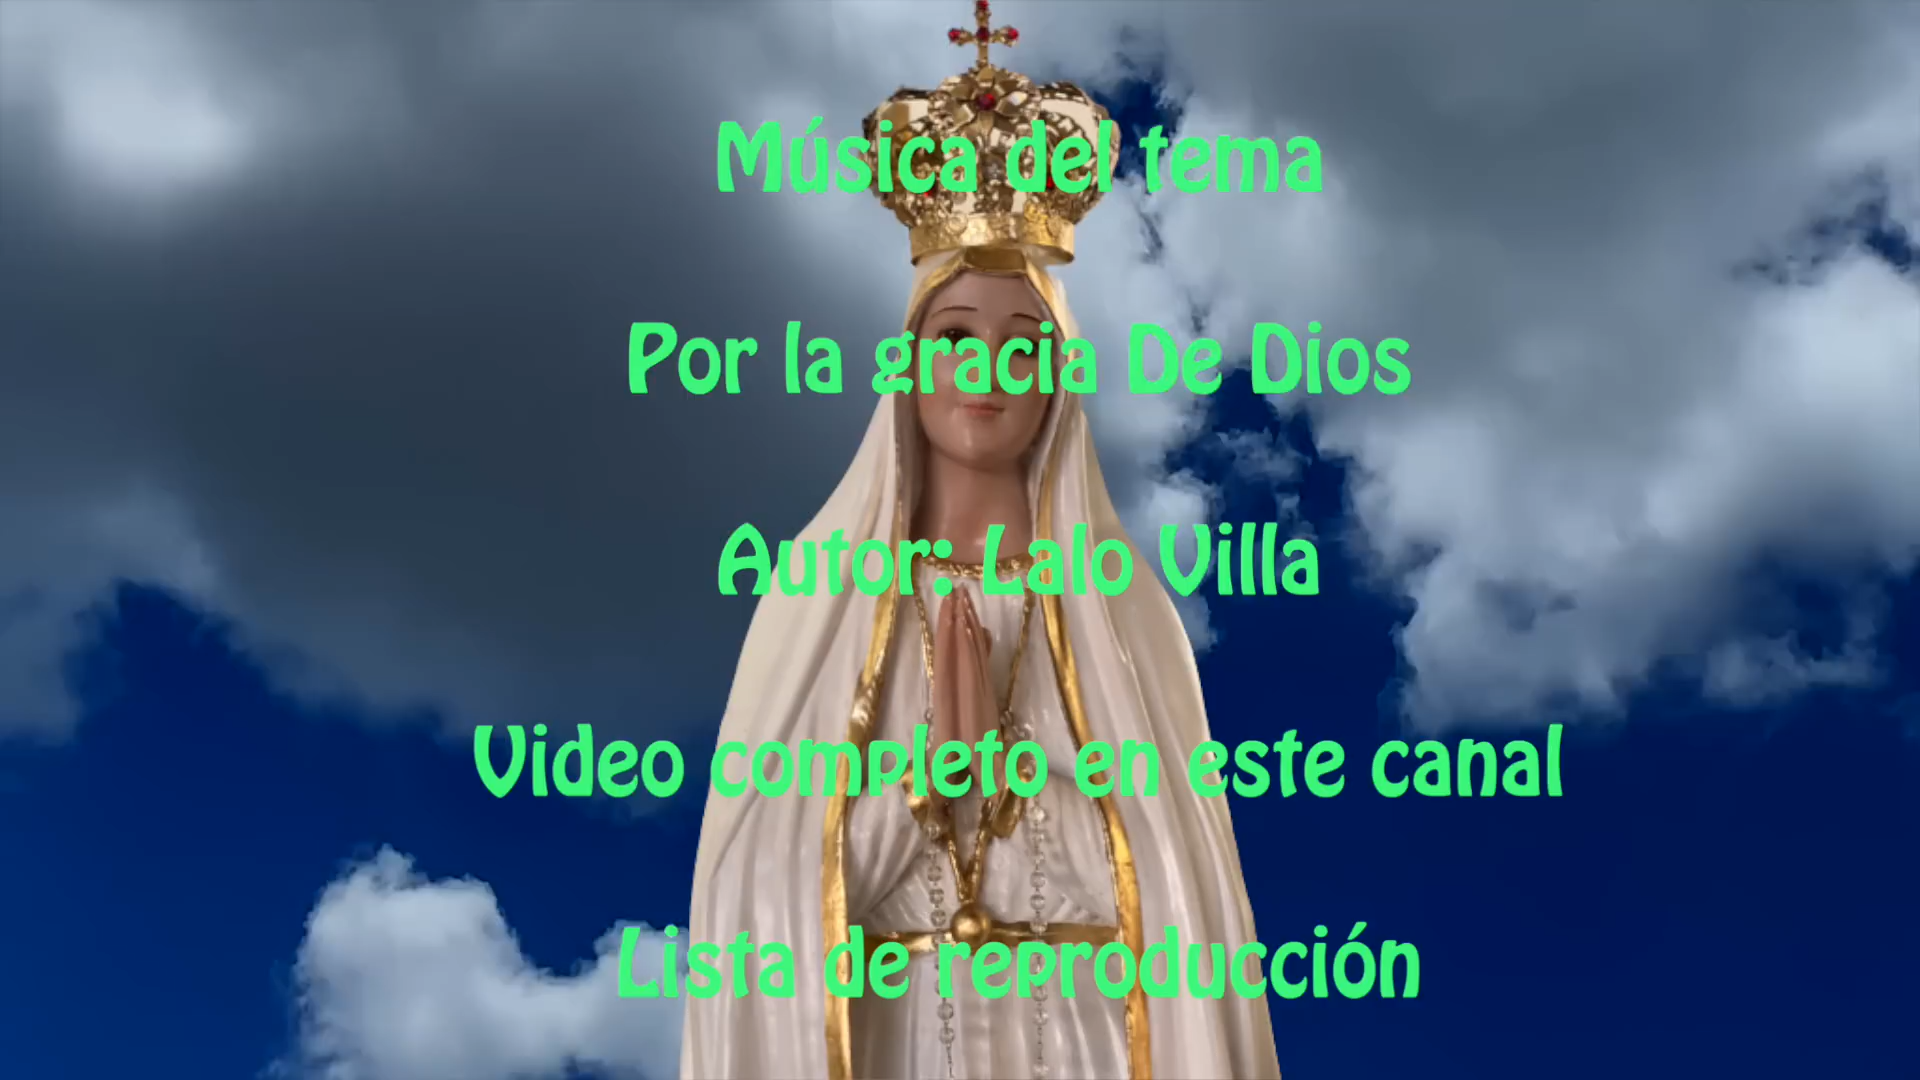 Música del tema
Por la gracia De Dios
Autor: Lalo Villa
Video completo en este canal
Lista de reproducción